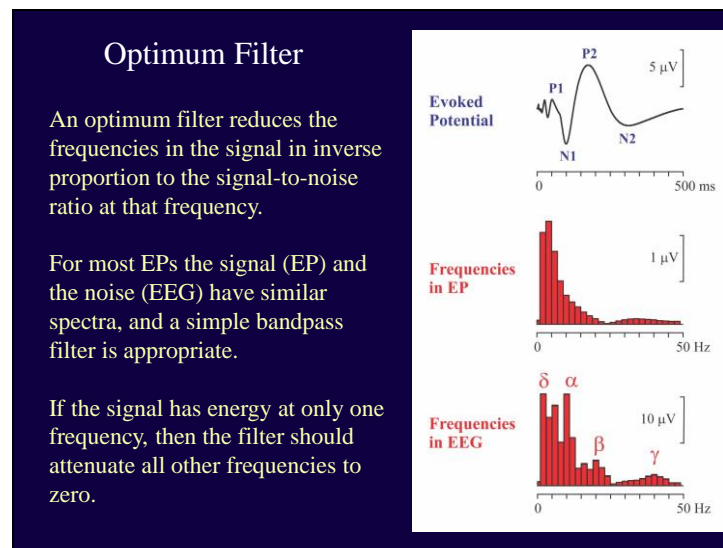 Optimum Filter
An optimum filter reduces the
frequencies in the signal in inverse
proportion to the signal-to-noise
ratio at that frequency.
For most EPs the signal (EP) and
the noise (EEG) have similar
spectra, and a simple bandpass
filter is appropriate.
If the signal has energy at only one
frequency, then the filter should
attenuate all other frequencies to
zero.
P2
5 µV
P1
Evoked
Potential
N2
N1
0 500 ms
1 µV
Frequencies
in EP
0 50 Hz
δ α
10 µV
Frequencies
in EEG
β γ
0 50 Hz